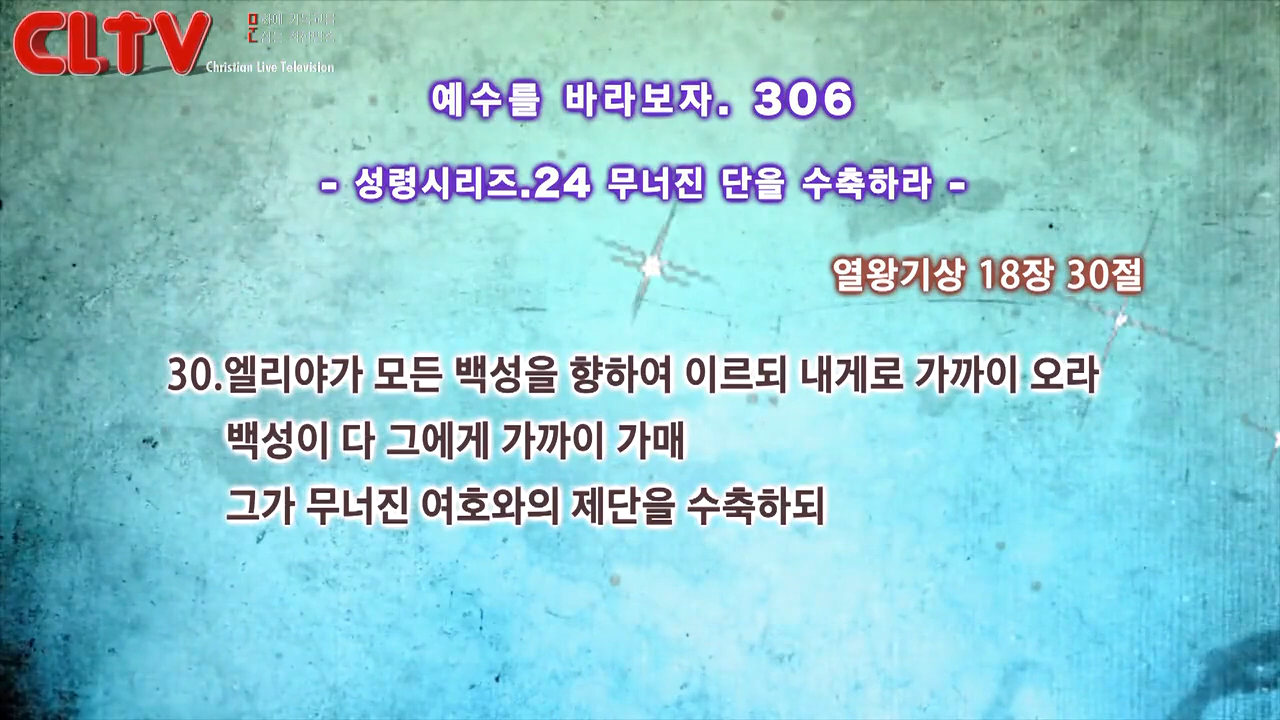 CLTV
Christian Live Television
예수를 바라보자. 306
- 성령시리즈.24 무너진 단을 수축하라 -
열왕기상 18장 30절
30.엘리야가 모든 백성을 향하여 이르되 내게로 가까이 오라
백성이 다 그에게 가까이 가매
그가 무너진 여호와의 제단을 수축하되